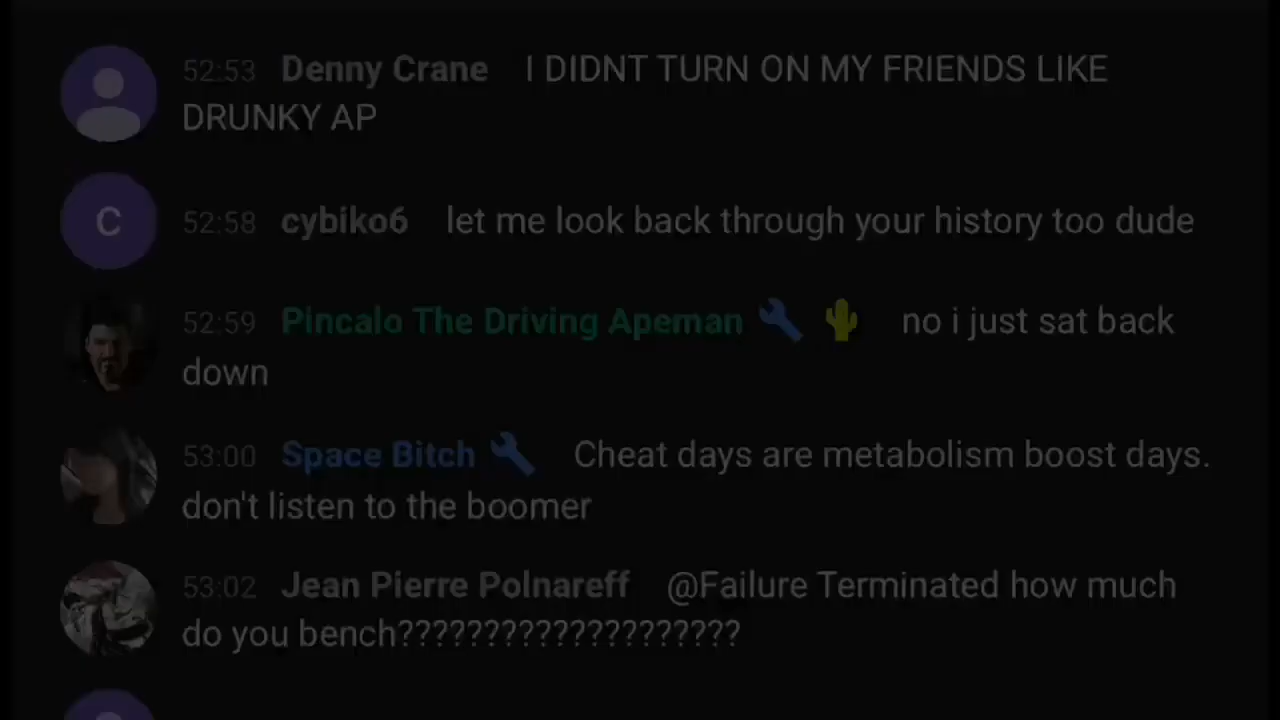 52:53 Denny Crane I DIDNT TURN ON MY FRIENDS LIKE
DRUNKY AP
C 52:58 cybiko6 let me look back through your history too dude
52:59 Pincalo The Driving Apeman no i just sat back
down
53:00 Space Bitch Cheat days are metabolism boost days.
don't listen to the boomer
53:02 Jean Pierre Polnareff @Failure Terminated how much
do you bench????????????????????